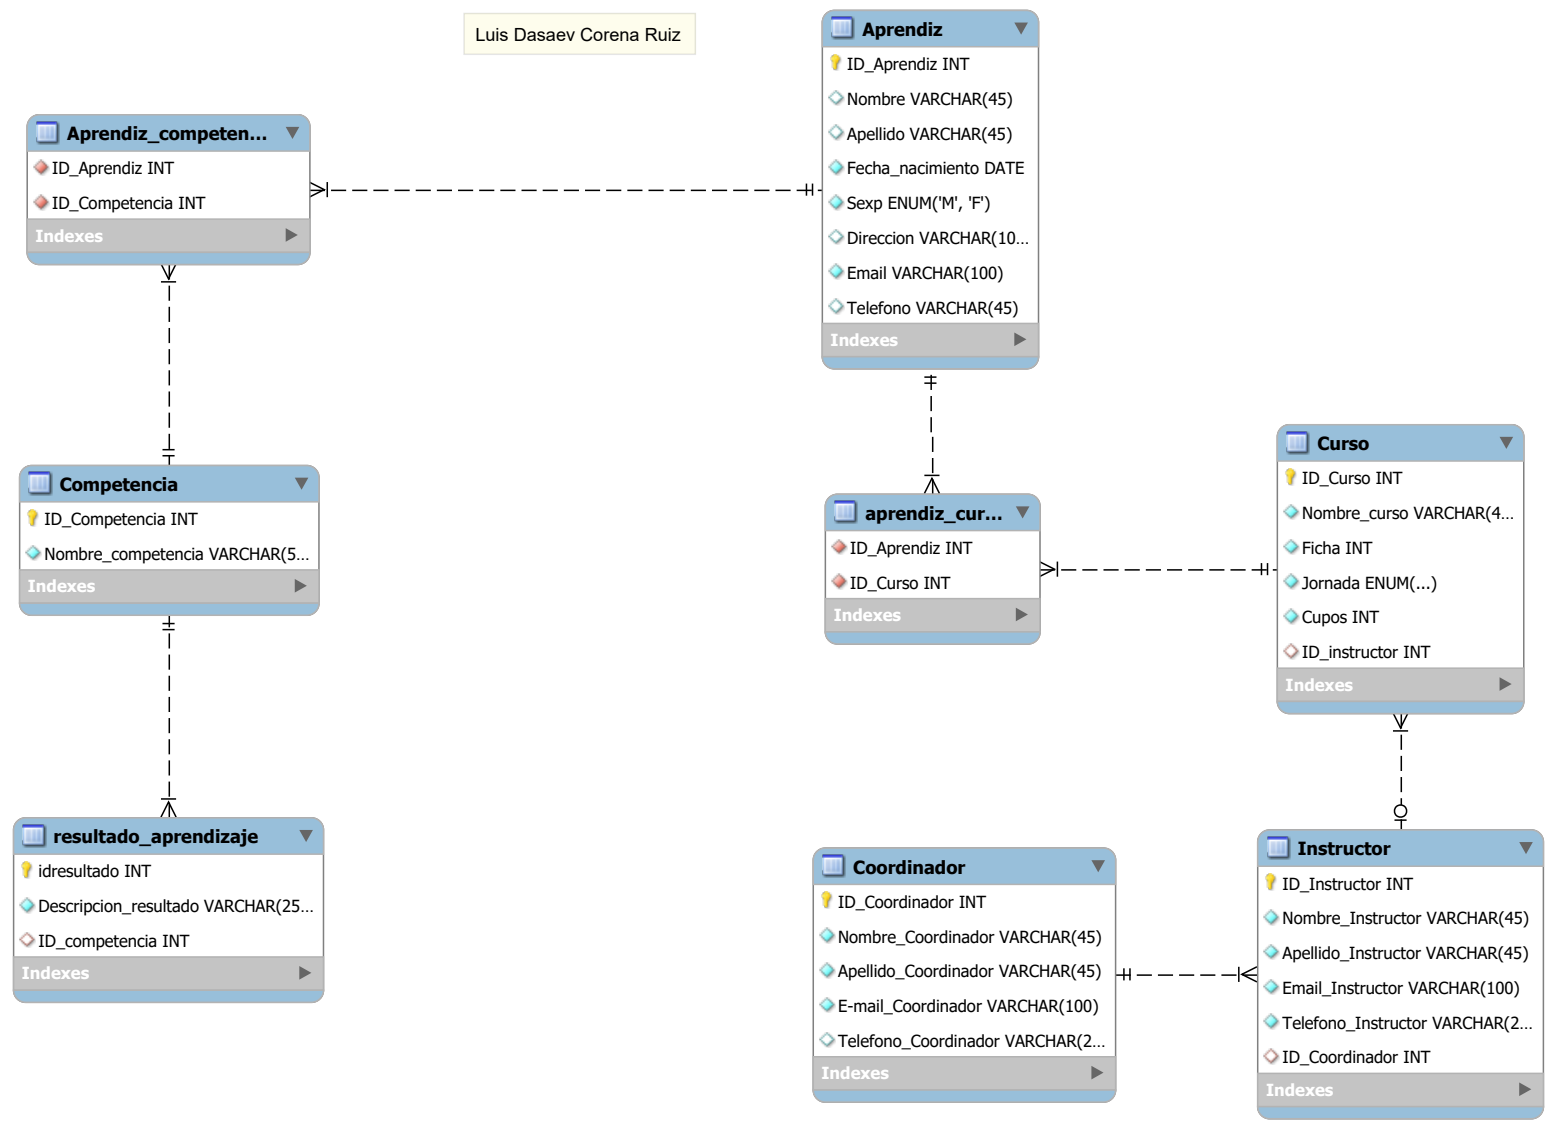 Luis Dasaev Corena Ruiz
Aprendiz
ID_Aprendiz INT
Nombre VARCHAR(45)
Apellido VARCHAR(45)
Fecha_nacimiento DATE
Sexp ENUM('M', 'F')
Direccion VARCHAR(10...
Email VARCHAR(100)
Telefono VARCHAR(45)
Indexes
Aprendiz_competen...
ID_Aprendiz INT
ID_Competencia INT
Indexes
Competencia
ID_Competencia INT
Nombre_competencia VARCHAR(5...
Indexes
resultado_aprendizaje
idresultado INT
Descripcion_resultado VARCHAR(25...
ID_competencia INT
Indexes
aprendiz_cur...
ID_Aprendiz INT
ID_Curso INT
Indexes
Curso
ID_Curso INT
Nombre_curso VARCHAR(4...
Ficha INT
Jornada ENUM(...)
Cupos INT
ID_instructor INT
Indexes
Coordinador
ID_Coordinador INT
Nombre_Coordinador VARCHAR(45)
Apellido_Coordinador VARCHAR(45)
E-mail_Coordinador VARCHAR(100)
Telefono_Coordinador VARCHAR(2...
Indexes
Instructor
ID_Instructor INT
Nombre_Instructor VARCHAR(45)
Apellido_Instructor VARCHAR(45)
Email_Instructor VARCHAR(100)
Telefono_Instructor VARCHAR(2...
ID_Coordinador INT
Indexes